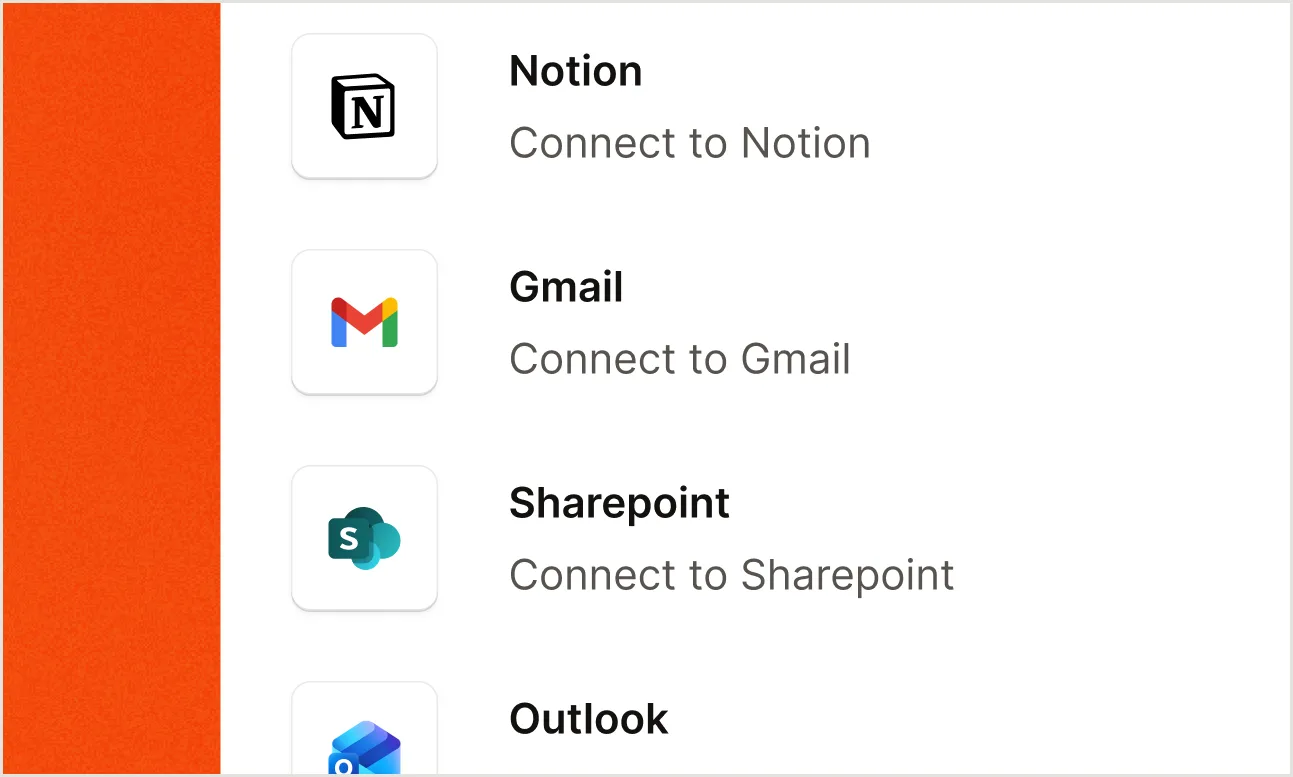 Notion
Connect to Notion
Gmail
Connect to Gmail
Sharepoint
Connect to Sharepoint
Outlook